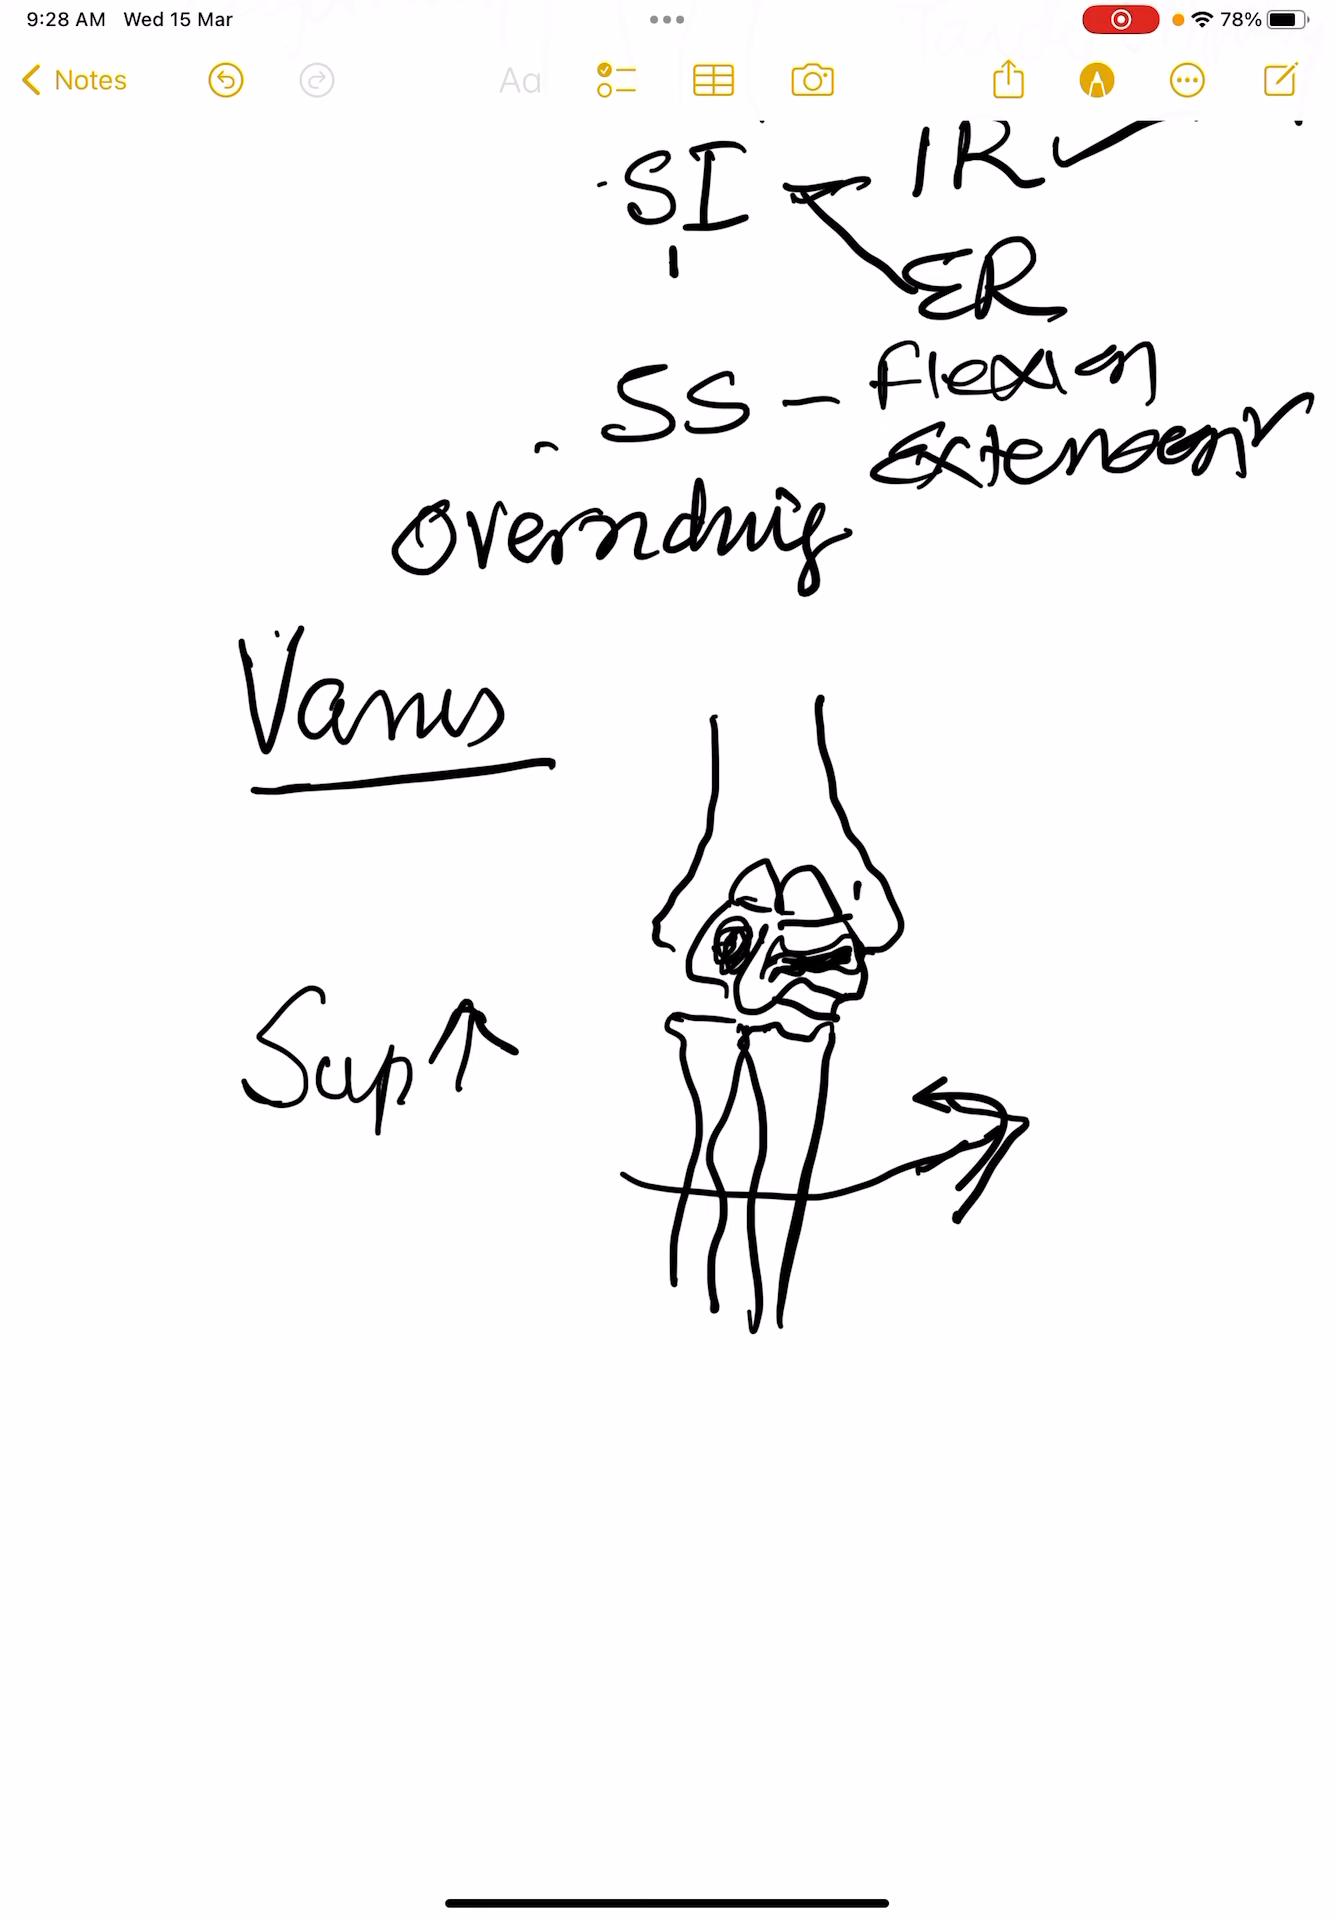 9:28 AM Wed 15 Mar
78%
Notes
Aa
SI
IR
ER
SS - flexion
extension
overriding
Varus
Sup ↑